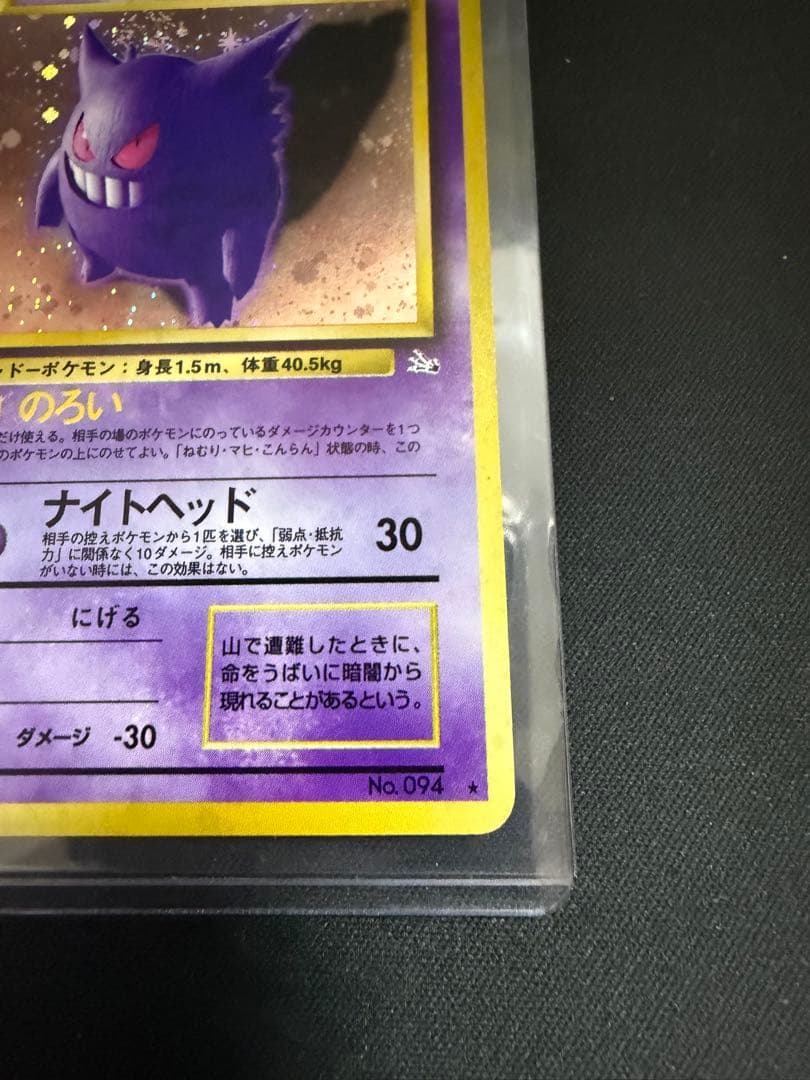 ドーポケモン：身長1.5m、体重40.5kg
のろい
だけ使える。相手の場のポケモンにのっているダメージカウンターを1つ
のポケモンの上にのせてよい。「ねむり・マヒ・こんらん」状態の時、この
ナイトヘッド
相手の控えポケモンから1匹を選び、「弱点・抵抗
力」に関係なく10ダメージ。相手に控えポケモン
がいない時には、この効果はない。
30
にげる
山で遭難したときに、
命をうばいに暗闇から
現れることがあるという。
ダメージ -30
No.094 ★